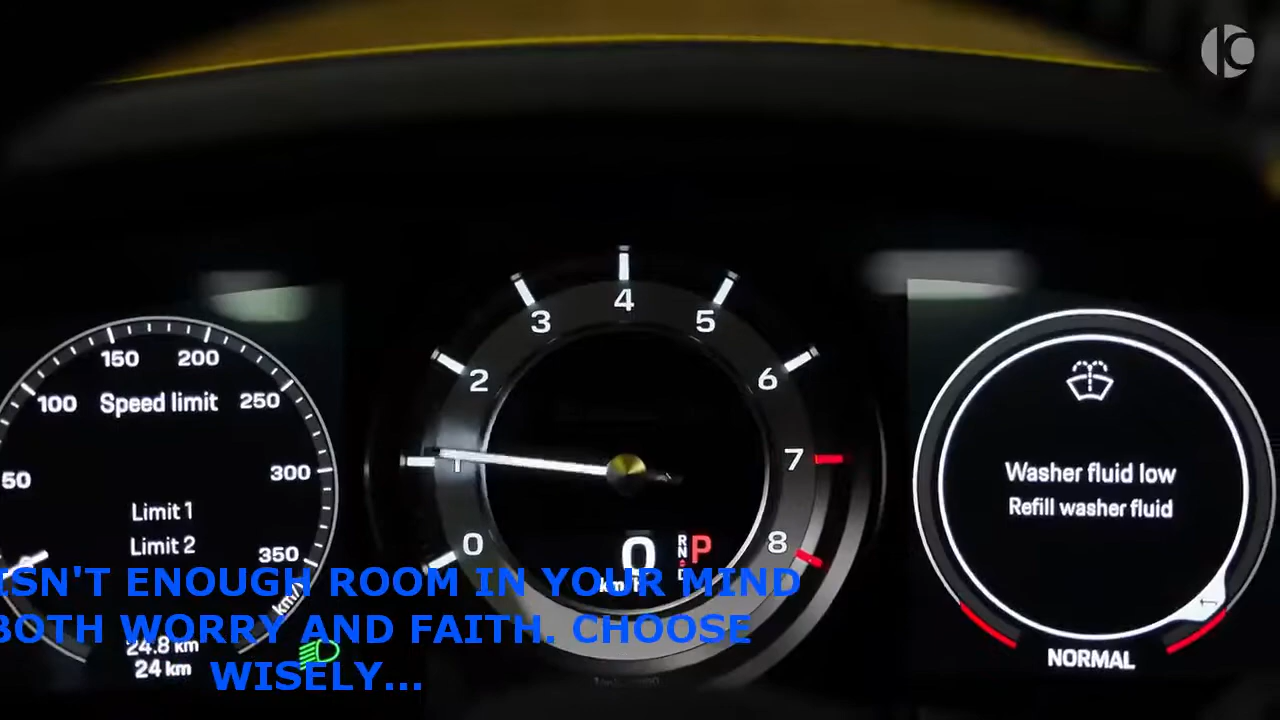 150 200
100 Speed limit 250
50
300
Limit 1
Limit 2
350
km/h
24.8 km
24 km
4
3 5
2 6
1 7
0 8
0
km/h
R
N
D
P
Washer fluid low
Refill washer fluid
NORMAL
ISN'T ENOUGH ROOM IN YOUR MIND
BOTH WORRY AND FAITH. CHOOSE
WISELY...